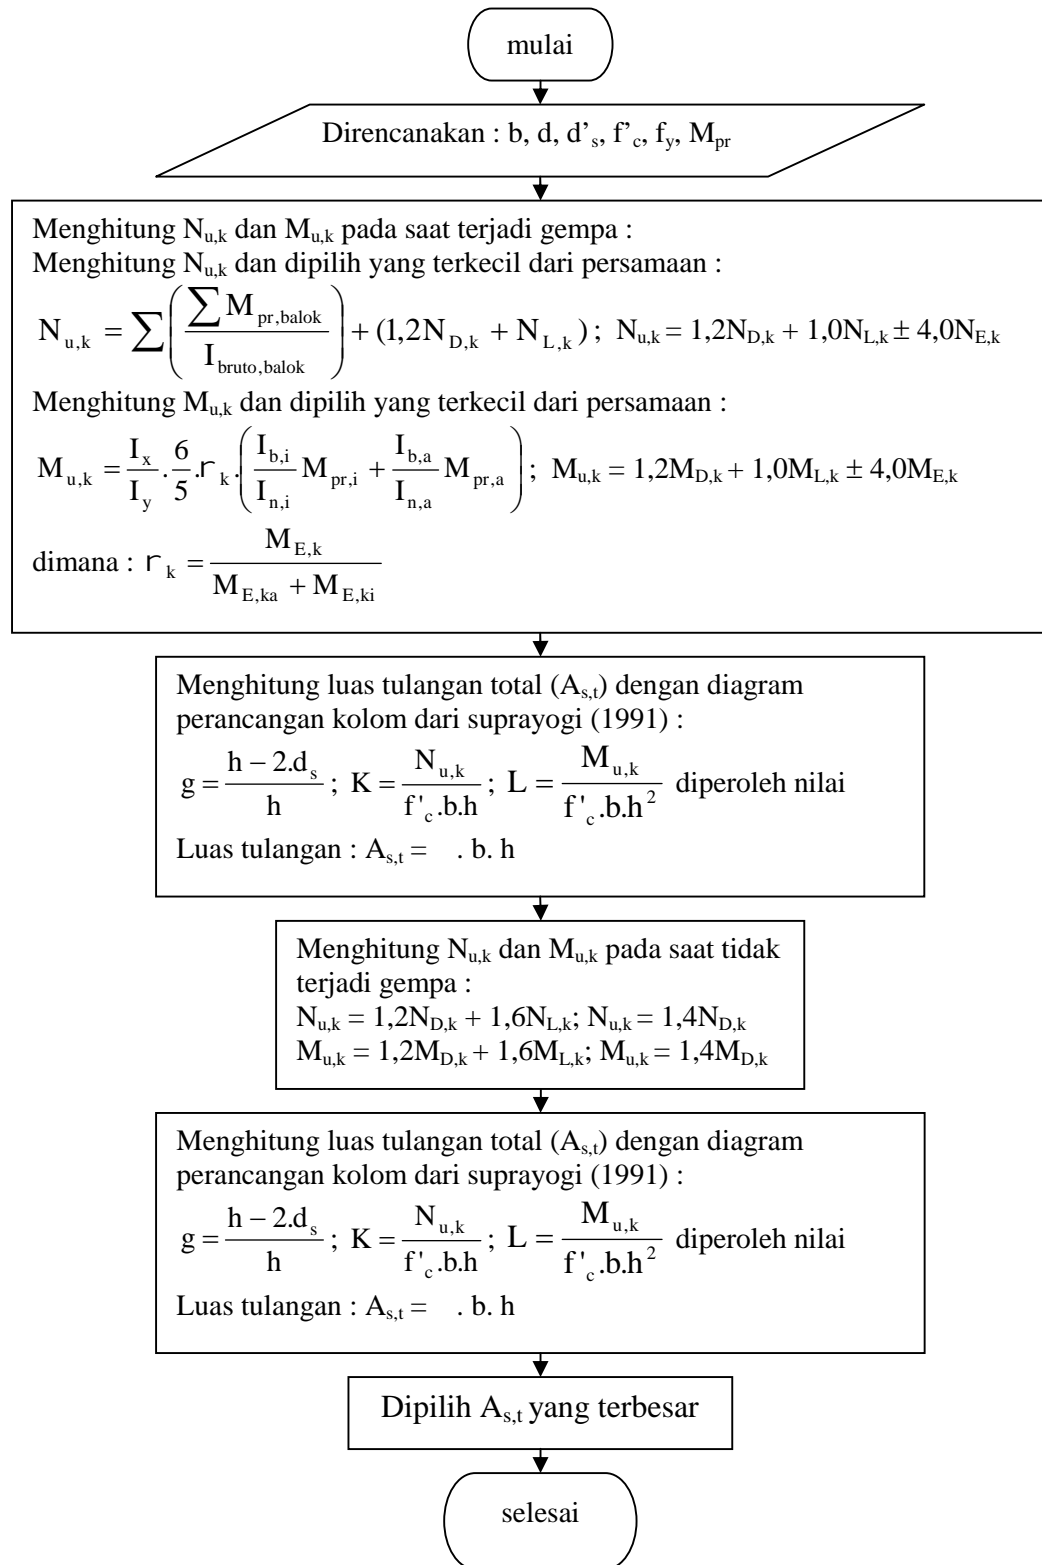 mulai
Direncanakan : b, d, d's, f'c, fy, Mpr
Menghitung Nu,k dan Mu,k pada saat terjadi gempa :
Menghitung Nu,k dan dipilih yang terkecil dari persamaan :
Nu,k = ∑(∑Mpr,balok / Ibruto,balok) + (1,2ND,k + NL,k) ; Nu,k = 1,2ND,k + 1,0NL,k ± 4,0NE,k
Menghitung Mu,k dan dipilih yang terkecil dari persamaan :
Mu,k = Ix/Iy . 6/5 . r k . (Ib,i/In,i Mpr,i + Ib,a/In,a Mpr,a) ; Mu,k = 1,2MD,k + 1,0ML,k ± 4,0ME,k
dimana : r k = ME,k / (ME,ka + ME,ki)
Menghitung luas tulangan total (As,t) dengan diagram
perancangan kolom dari suprayogi (1991) :
g = (h − 2.ds)/h ; K = Nu,k/(f'c.b.h) ; L = Mu,k/(f'c.b.h²) diperoleh nilai
Luas tulangan : As,t = . b. h
Menghitung Nu,k dan Mu,k pada saat tidak
terjadi gempa :
Nu,k = 1,2ND,k + 1,6NL,k; Nu,k = 1,4ND,k
Mu,k = 1,2MD,k + 1,6ML,k; Mu,k = 1,4MD,k
Menghitung luas tulangan total (As,t) dengan diagram
perancangan kolom dari suprayogi (1991) :
g = (h − 2.ds)/h ; K = Nu,k/(f'c.b.h) ; L = Mu,k/(f'c.b.h²) diperoleh nilai
Luas tulangan : As,t = . b. h
Dipilih As,t yang terbesar
selesai